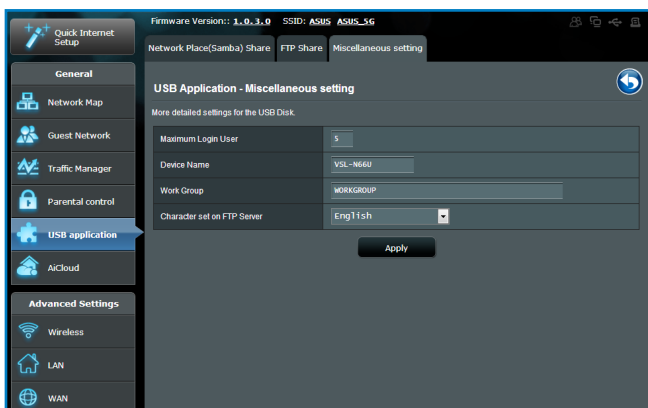 Quick Internet
Setup
Firmware Version:: 1.0.3.0 SSID: ASUS ASUS_5G
Network Place(Samba) Share FTP Share Miscellaneous setting
General
Network Map
Guest Network
Traffic Manager
Parental control
USB application
AiCloud
Advanced Settings
Wireless
LAN
WAN
USB Application - Miscellaneous setting
More detailed settings for the USB Disk.
Maximum Login User 5
Device Name VSL-N66U
Work Group WORKGROUP
Character set on FTP Server English
Apply